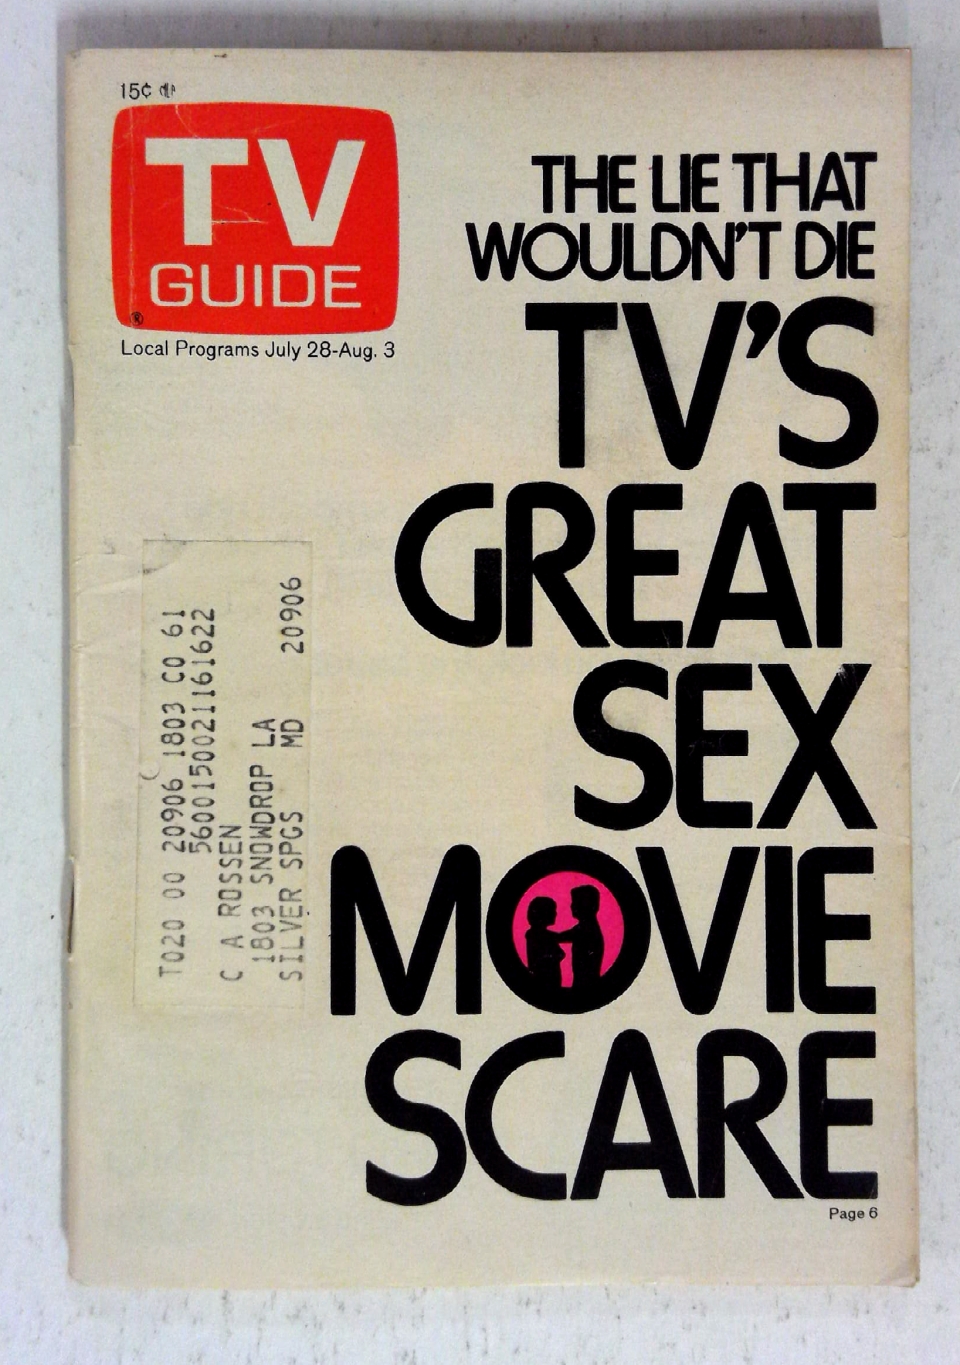 15¢
TV
GUIDE
®
Local Programs July 28-Aug. 3
THE LIE THAT
WOULDN'T DIE
TV'S
GREAT
SEX
MOVIE
SCARE
Page 6
T020 00 20906 1803 CO 61
5600150021161622
C A ROSSEN
1803 SNOWDROP LA
SILVER SPGS MD 20906